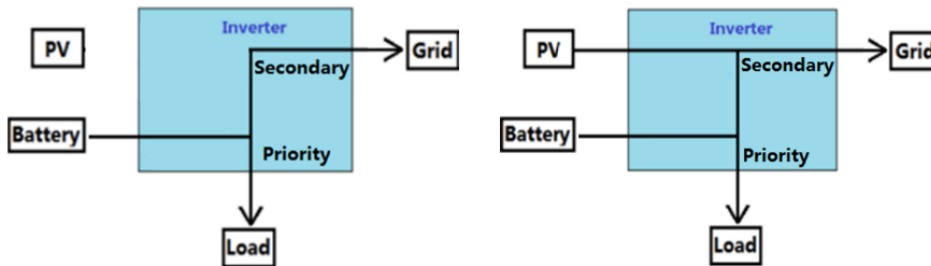 Inverter
PV
Grid
Secondary
Battery
Priority
Load
Inverter
PV
Grid
Secondary
Battery
Priority
Load